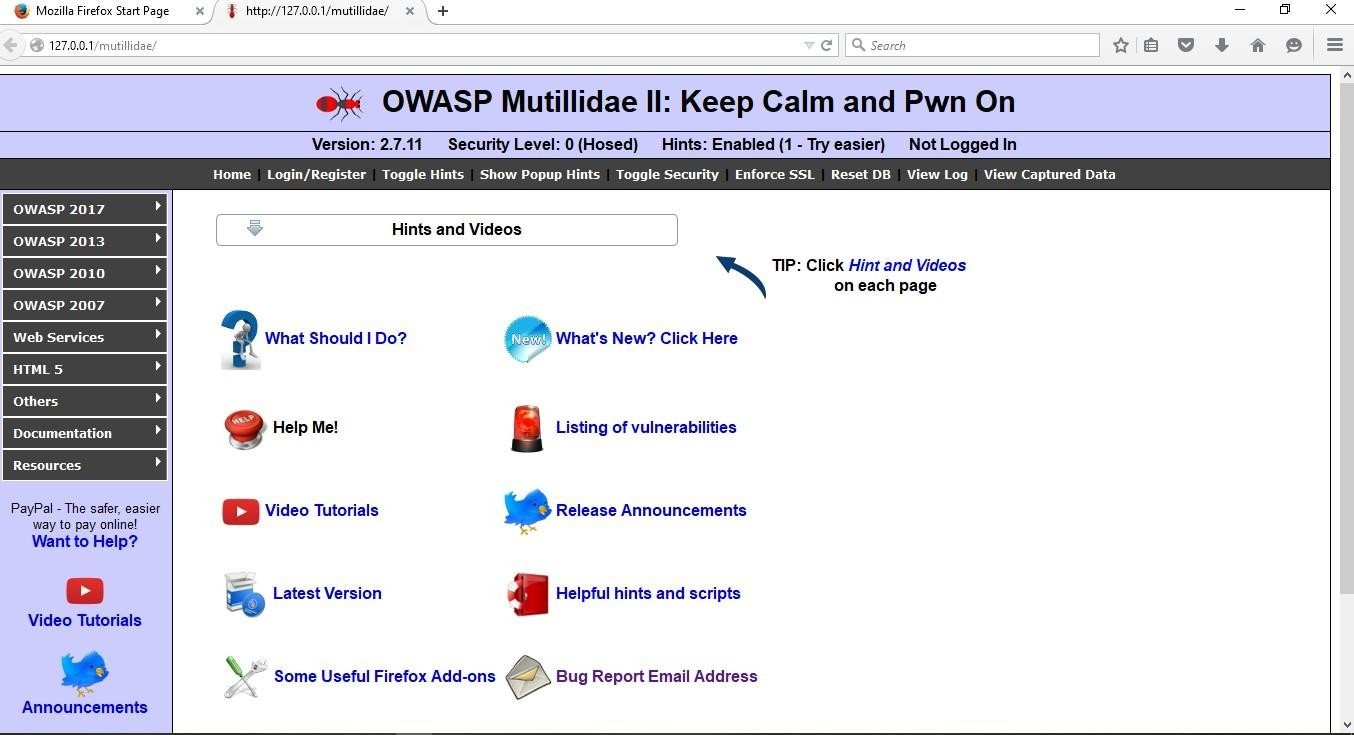 Mozilla Firefox Start Page
http://127.0.0.1/mutillidae/
127.0.0.1/mutillidae/
Search
OWASP Mutillidae II: Keep Calm and Pwn On
Version: 2.7.11 Security Level: 0 (Hosed) Hints: Enabled (1 - Try easier) Not Logged In
Home | Login/Register | Toggle Hints | Show Popup Hints | Toggle Security | Enforce SSL | Reset DB | View Log | View Captured Data
OWASP 2017
OWASP 2013
OWASP 2010
OWASP 2007
Web Services
HTML 5
Others
Documentation
Resources
PayPal - The safer, easier
way to pay online!
Want to Help?
Video Tutorials
Announcements
Hints and Videos
TIP: Click Hint and Videos
on each page
What Should I Do?
New! What's New? Click Here
HELP Help Me!
Listing of vulnerabilities
Video Tutorials
Release Announcements
Latest Version
Helpful hints and scripts
Some Useful Firefox Add-ons
Bug Report Email Address